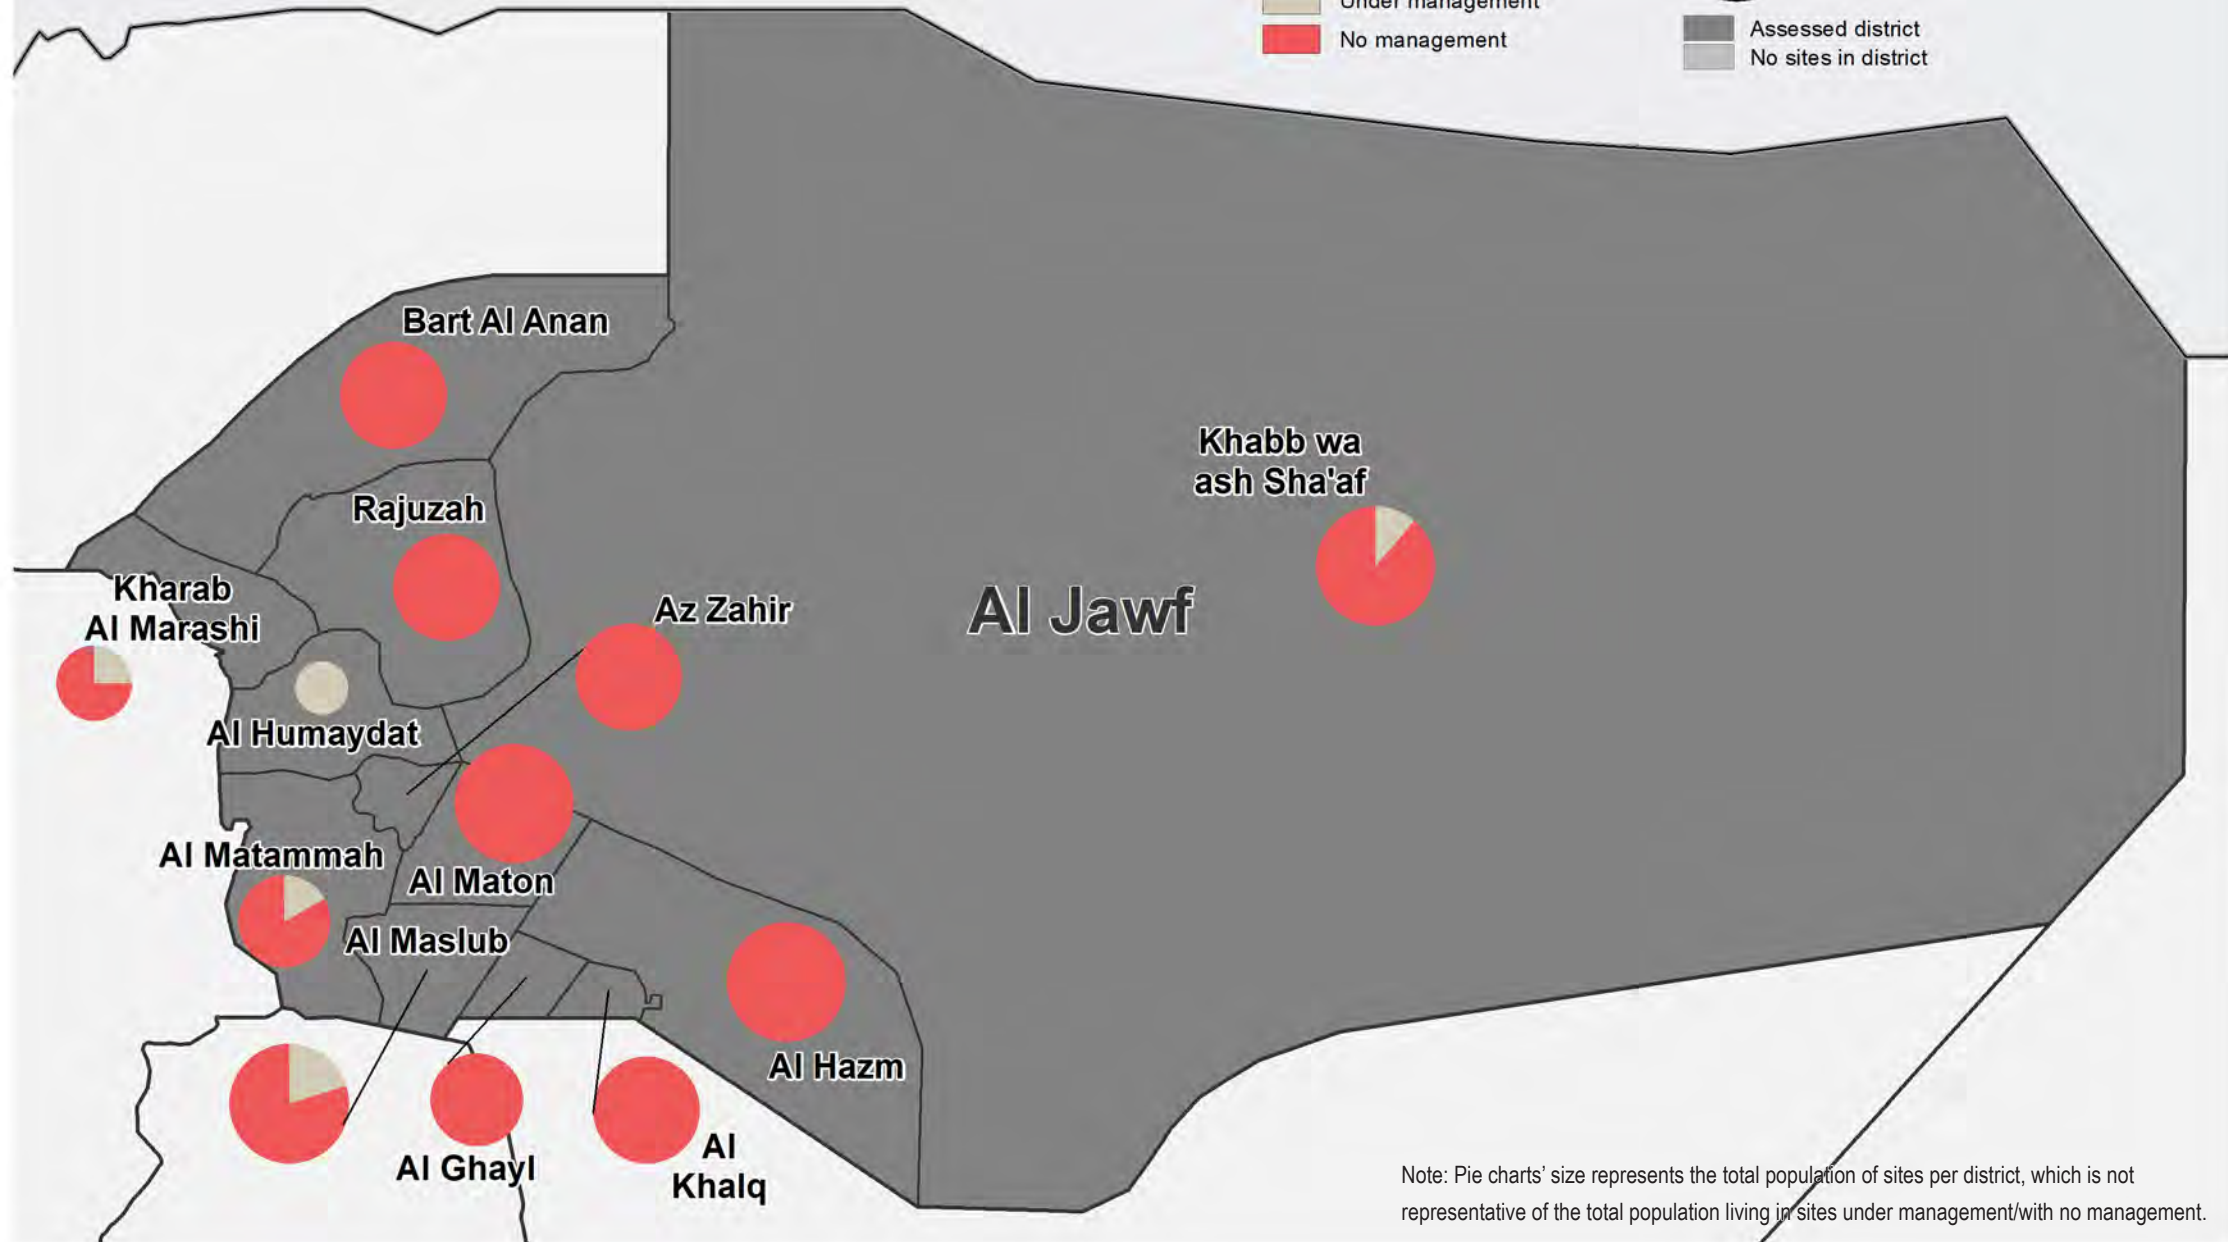 Under management
No management
Assessed district
No sites in district
Bart Al Anan
Khabb wa
ash Sha'af
Rajuzah
Kharab
Al Marashi
Az Zahir
Al Jawf
Al Humaydat
Al Matammah
Al Maton
Al Maslub
Al Hazm
Al Ghayl
Al
Khalq
Note: Pie charts’ size represents the total population of sites per district, which is not
representative of the total population living in sites under management/with no management.